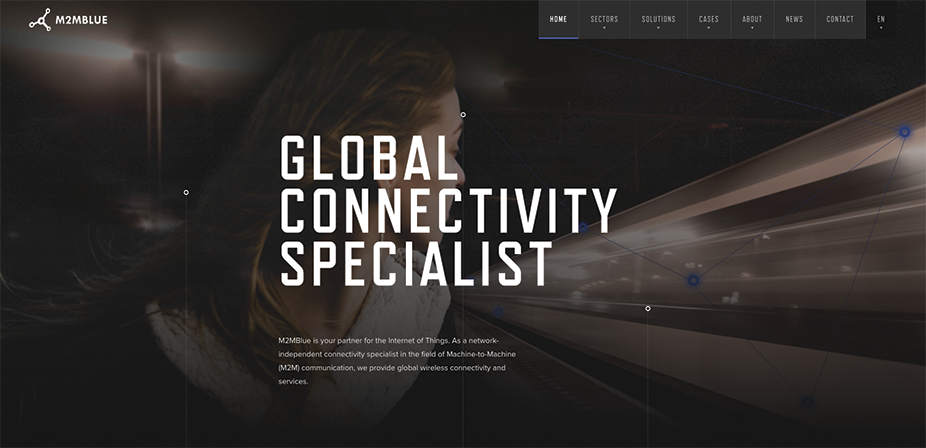 M2MBLUE
HOME SECTORS SOLUTIONS CASES ABOUT NEWS CONTACT EN
GLOBAL
CONNECTIVITY
SPECIALIST
M2MBlue is your partner for the Internet of Things. As a network-
independent connectivity specialist in the field of Machine-to-Machine
(M2M) communication, we provide global wireless connectivity and
services.